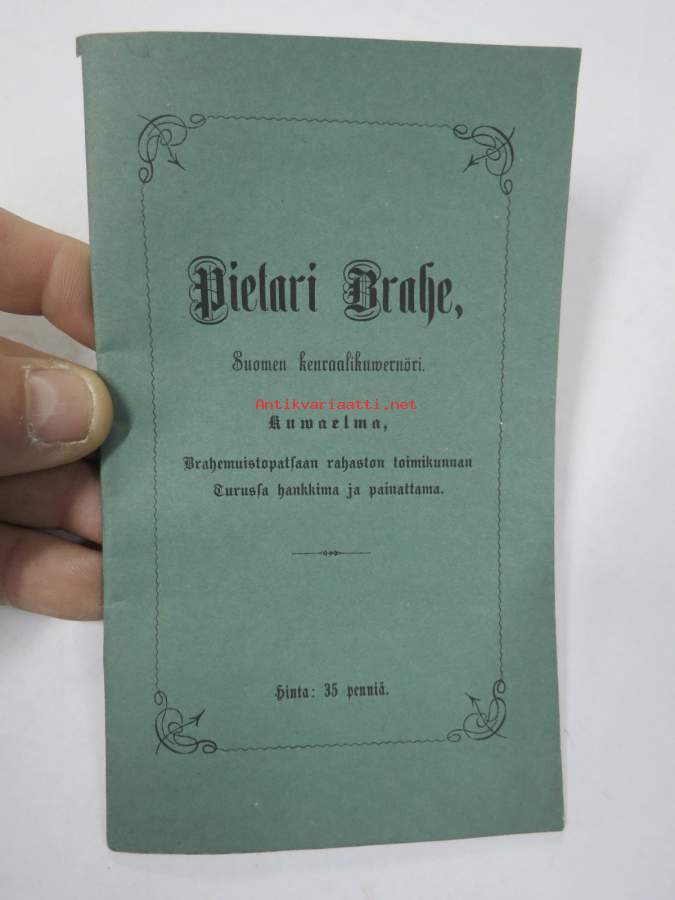 Pietari Brahe,
Suomen kenraalikuwernöri.
Antikvariaatti.net
Kuwaelma,
Brahemuistopatsaan rahaston toimikunnan
Turussa hankkima ja painattama.
Hinta: 35 penniä.